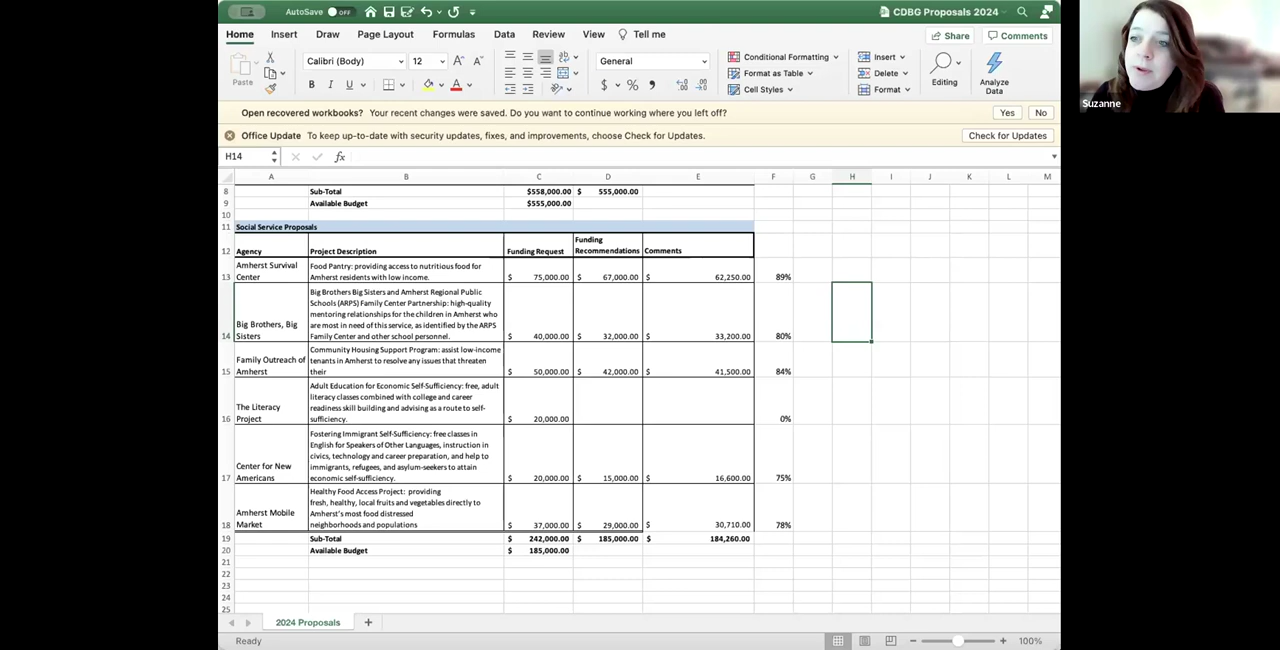 AutoSave OFF CDBG Proposals 2024
Home Insert Draw Page Layout Formulas Data Review View Tell me Share Comments
Paste Calibri (Body) 12 A A General Conditional Formatting Insert
B I U A $ % Format as Table Delete Editing Analyze Data
Cell Styles Format
Open recovered workbooks? Your recent changes were saved. Do you want to continue working where you left off? Yes No
Office Update To keep up-to-date with security updates, fixes, and improvements, choose Check for Updates. Check for Updates
H14 fx
A B C D E F G H I J K L M
8 Sub-Total $558,000.00 $ 555,000.00
9 Available Budget $555,000.00
10
11 Social Service Proposals
12 Agency Project Description Funding Request Funding Recommendations Comments
13 Amherst Survival Center Food Pantry: providing access to nutritious food for Amherst residents with low income. $ 75,000.00 $ 67,000.00 $ 62,250.00 89%
14 Big Brothers, Big Sisters Big Brothers Big Sisters and Amherst Regional Public Schools (ARPS) Family Center Partnership: high-quality mentoring relationships for the children in Amherst who are most in need of this service, as identified by the ARPS Family Center and other school personnel. $ 40,000.00 $ 32,000.00 $ 33,200.00 80%
15 Family Outreach of Amherst Community Housing Support Program: assist low-income tenants in Amherst to resolve any issues that threaten their $ 50,000.00 $ 42,000.00 $ 41,500.00 84%
16 The Literacy Project Adult Education for Economic Self-Sufficiency: free, adult literacy classes combined with college and career readiness skill building and advising as a route to self-sufficiency. $ 20,000.00 0%
17 Center for New Americans Fostering Immigrant Self-Sufficiency: free classes in English for Speakers of Other Languages, instruction in civics, technology and career preparation, and help to immigrants, refugees, and asylum-seekers to attain economic self-sufficiency. $ 20,000.00 $ 15,000.00 $ 16,600.00 75%
18 Amherst Mobile Market Healthy Food Access Project: providing fresh, healthy, local fruits and vegetables directly to Amherst's most food distressed neighborhoods and populations $ 37,000.00 $ 29,000.00 $ 30,710.00 78%
19 Sub-Total $ 242,000.00 $ 185,000.00 $ 184,260.00
20 Available Budget $ 185,000.00
21
22
23
24
25
2024 Proposals +
Ready 100%
Suzanne